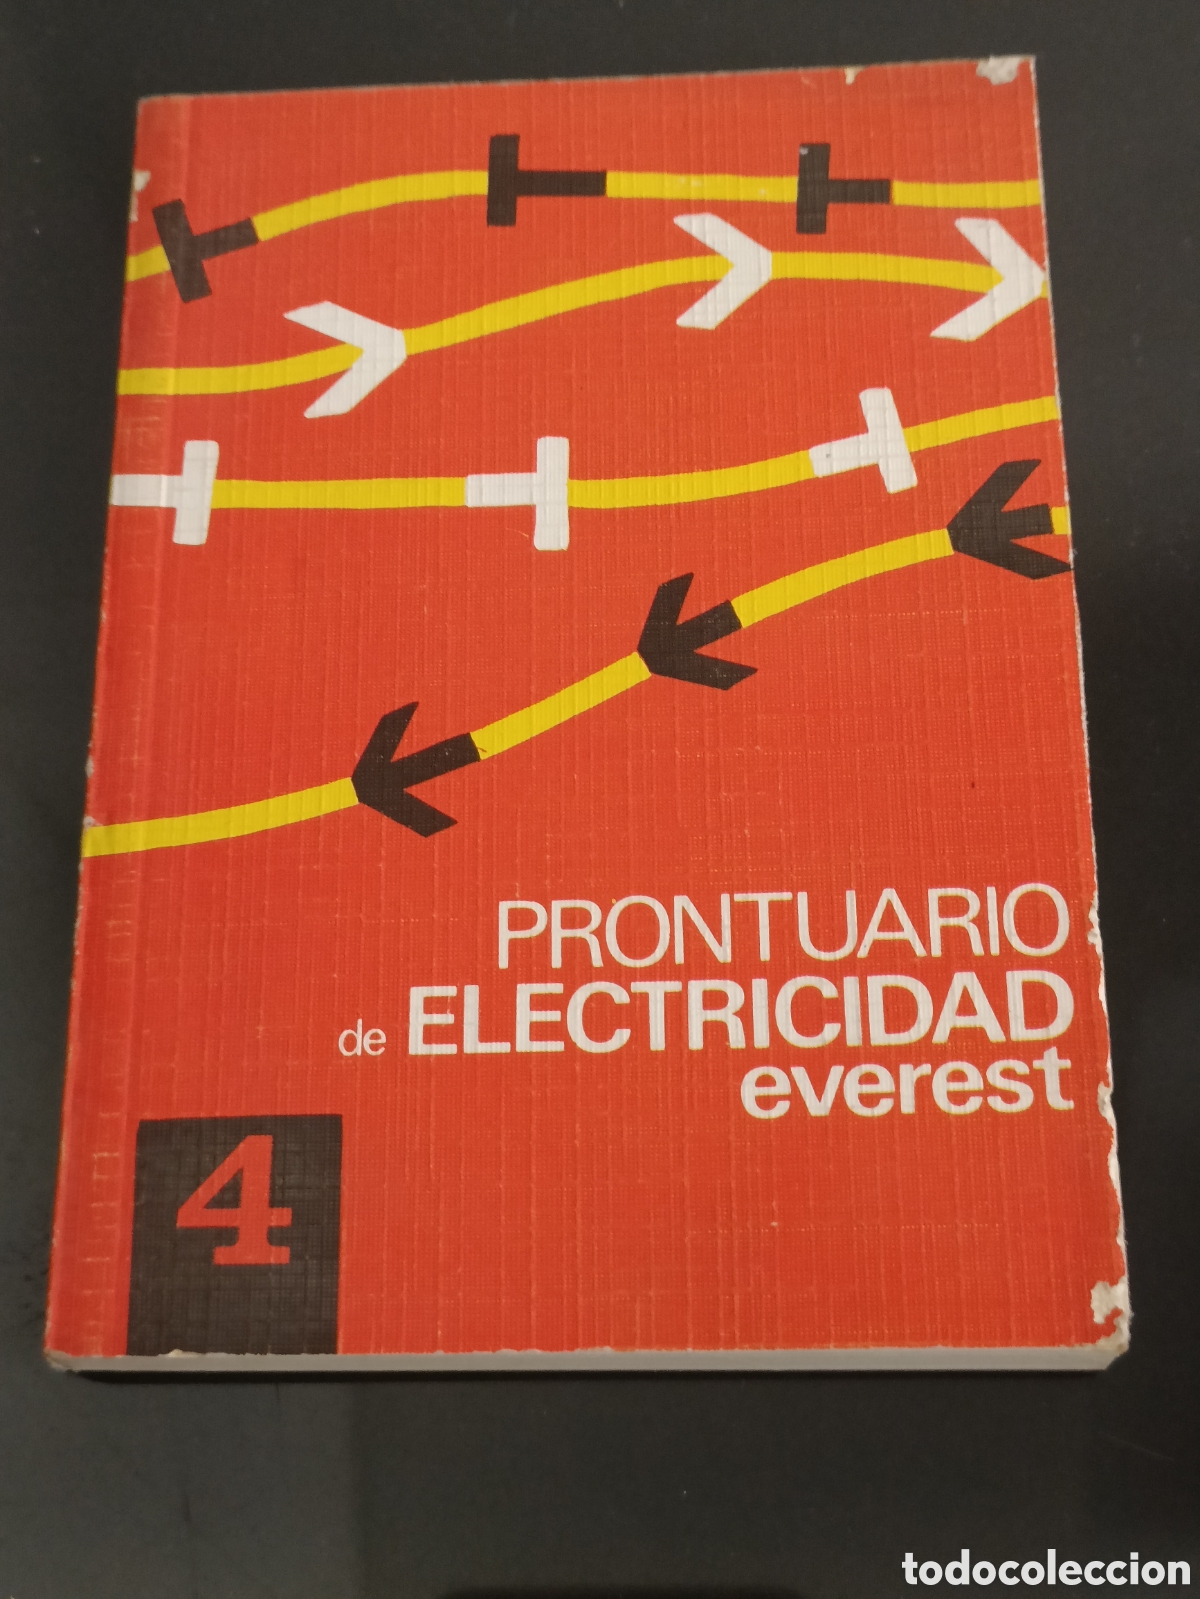 PRONTUARIO
de ELECTRICIDAD
everest
4
todocoleccion